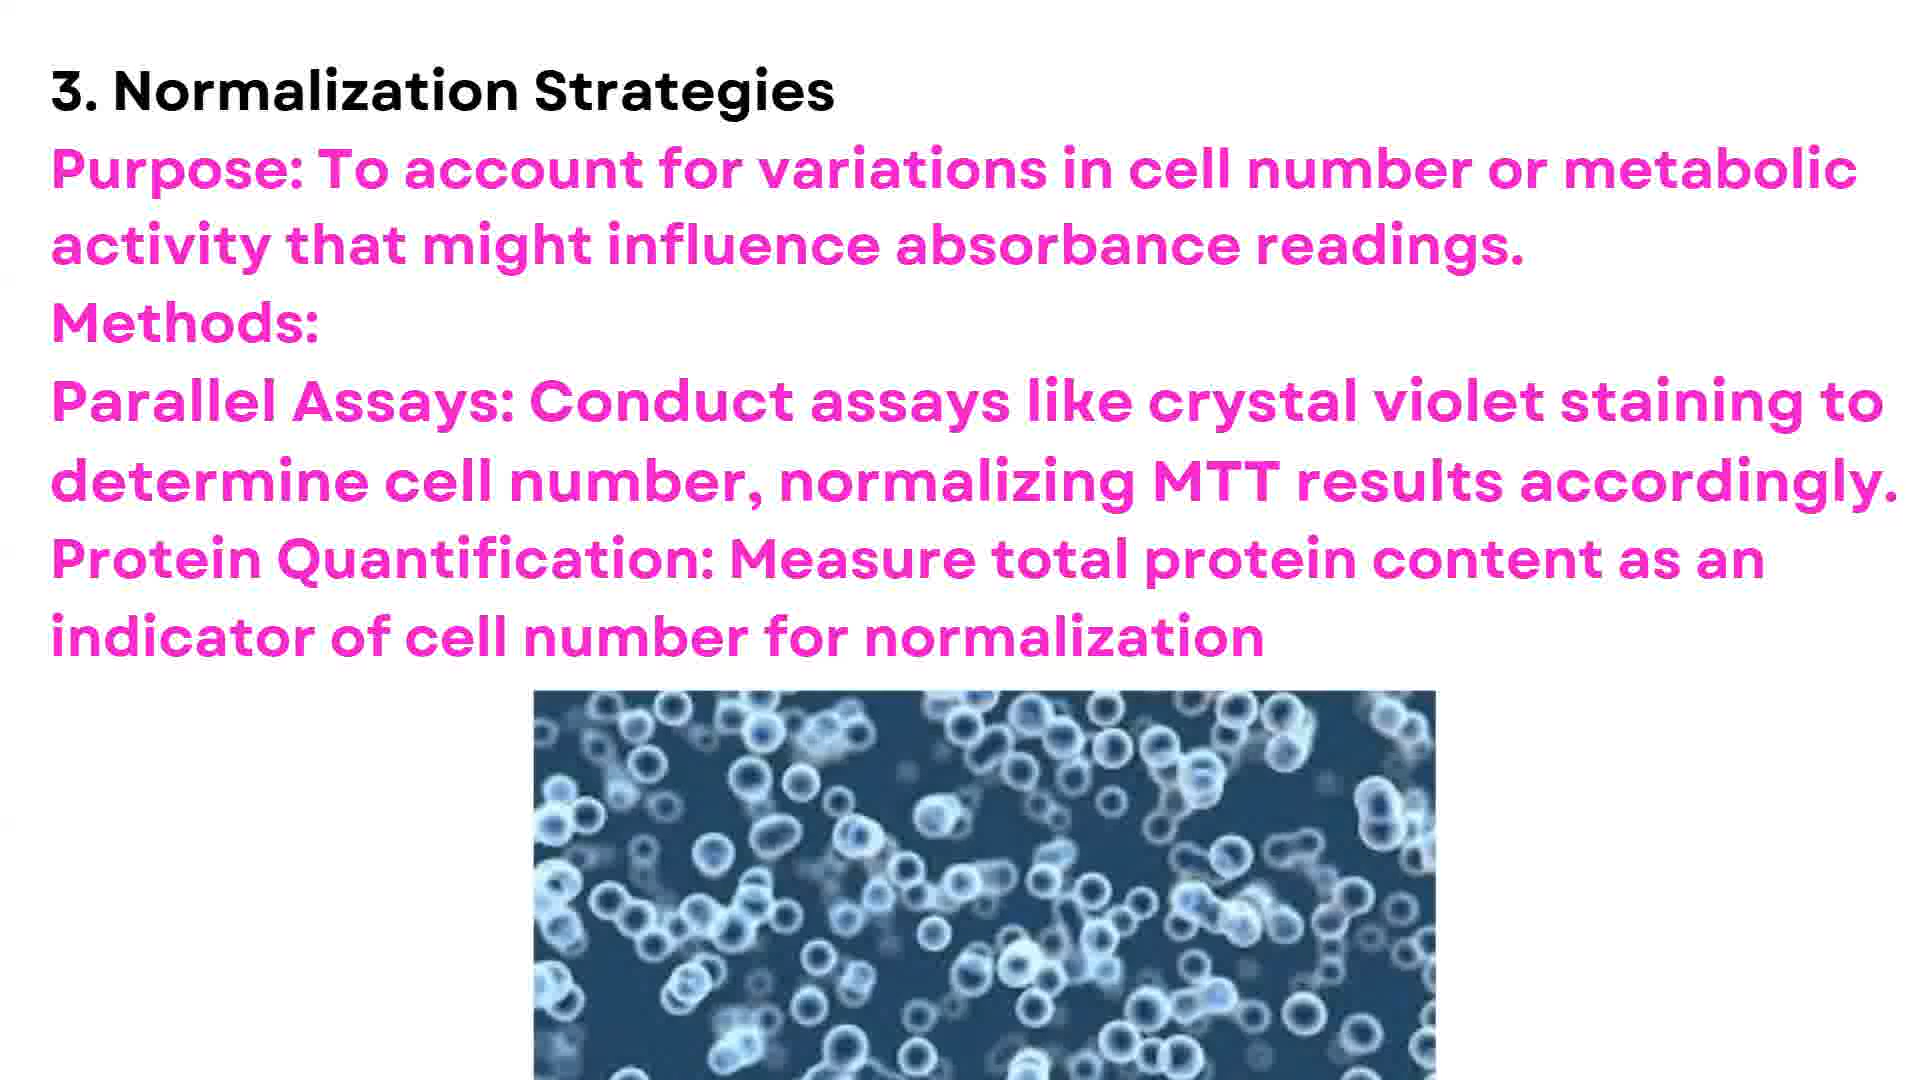 3. Normalization Strategies
Purpose: To account for variations in cell number or metabolic
activity that might influence absorbance readings.
Methods:
Parallel Assays: Conduct assays like crystal violet staining to
determine cell number, normalizing MTT results accordingly.
Protein Quantification: Measure total protein content as an
indicator of cell number for normalization